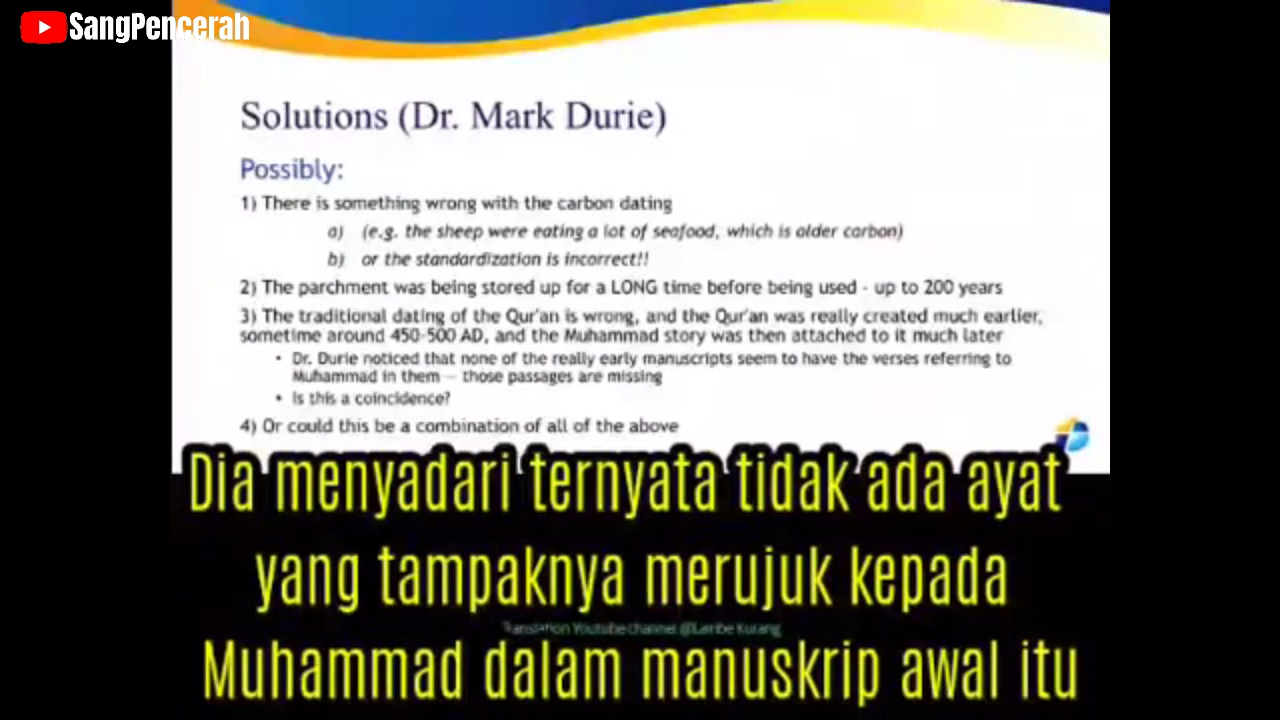 SangPencerah
Solutions (Dr. Mark Durie)
Possibly:
1) There is something wrong with the carbon dating
a) (e.g. the sheep were eating a lot of seafood, which is older carbon)
b) or the standardization is incorrect!!
2) The parchment was being stored up for a LONG time before being used - up to 200 years
3) The traditional dating of the Qur'an is wrong, and the Qur'an was really created much earlier,
sometime around 450-500 AD, and the Muhammad story was then attached to it much later
• Dr. Durie noticed that none of the really early manuscripts seem to have the verses referring to
Muhammad in them – those passages are missing
• Is this a coincidence?
4) Or could this be a combination of all of the above
Dia menyadari ternyata tidak ada ayat
yang tampaknya merujuk kepada
Translation Youtube channel @Lambe Kurang
Muhammad dalam manuskrip awal itu